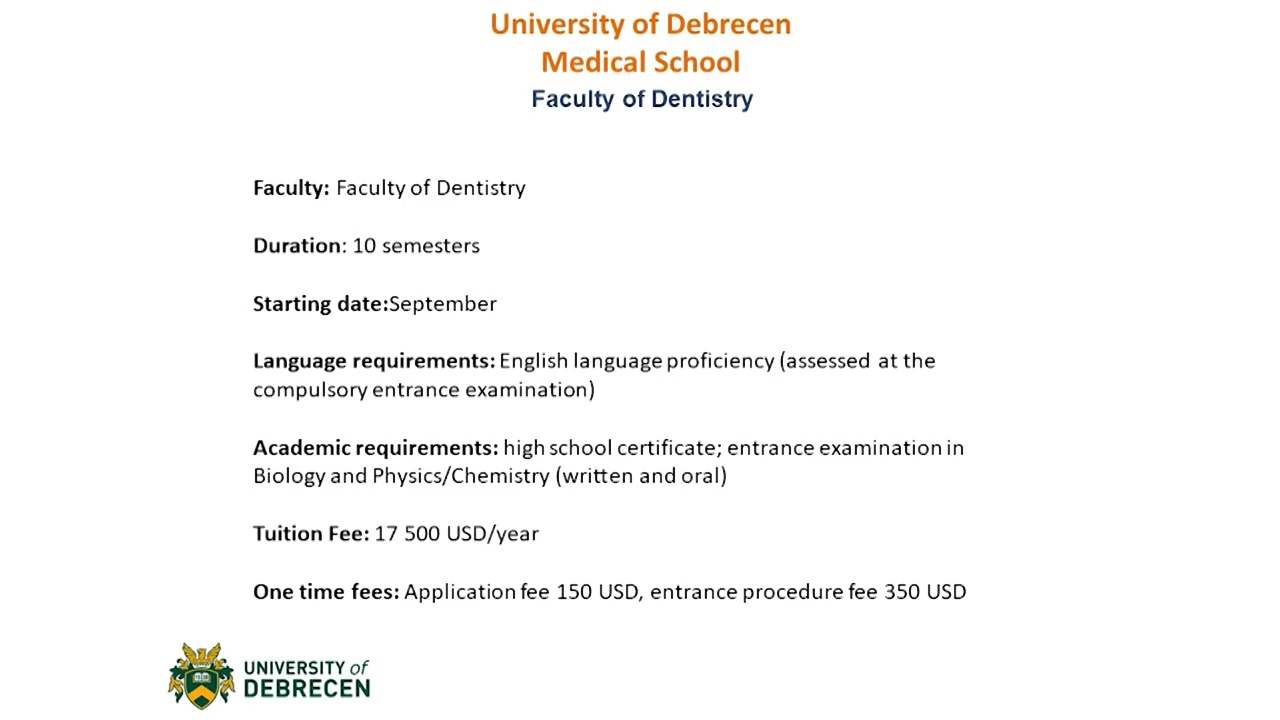 University of Debrecen
Medical School
Faculty of Dentistry
Faculty: Faculty of Dentistry
Duration: 10 semesters
Starting date:September
Language requirements: English language proficiency (assessed at the
compulsory entrance examination)
Academic requirements: high school certificate; entrance examination in
Biology and Physics/Chemistry (written and oral)
Tuition Fee: 17 500 USD/year
One time fees: Application fee 150 USD, entrance procedure fee 350 USD
UNIVERSITY of
DEBRECEN